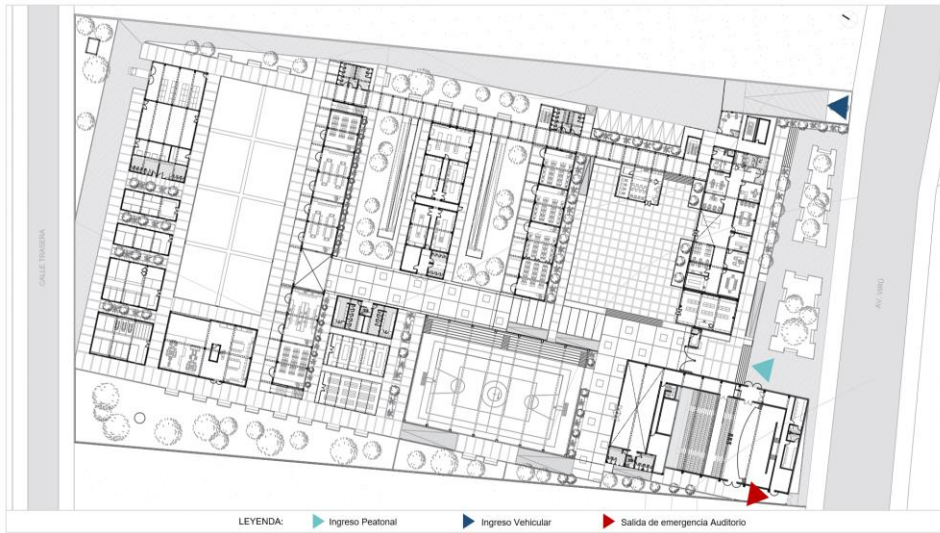 CALLE TRASERA
AV. VIRÚ
LEYENDA:
Ingreso Peatonal
Ingreso Vehicular
Salida de emergencia Auditorio